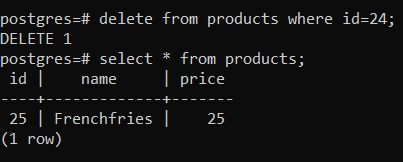 postgres=# delete from products where id=24;
DELETE 1
postgres=# select * from products;
 id |    name     | price
----+-------------+-------
 25 | Frenchfries |    25
(1 row)